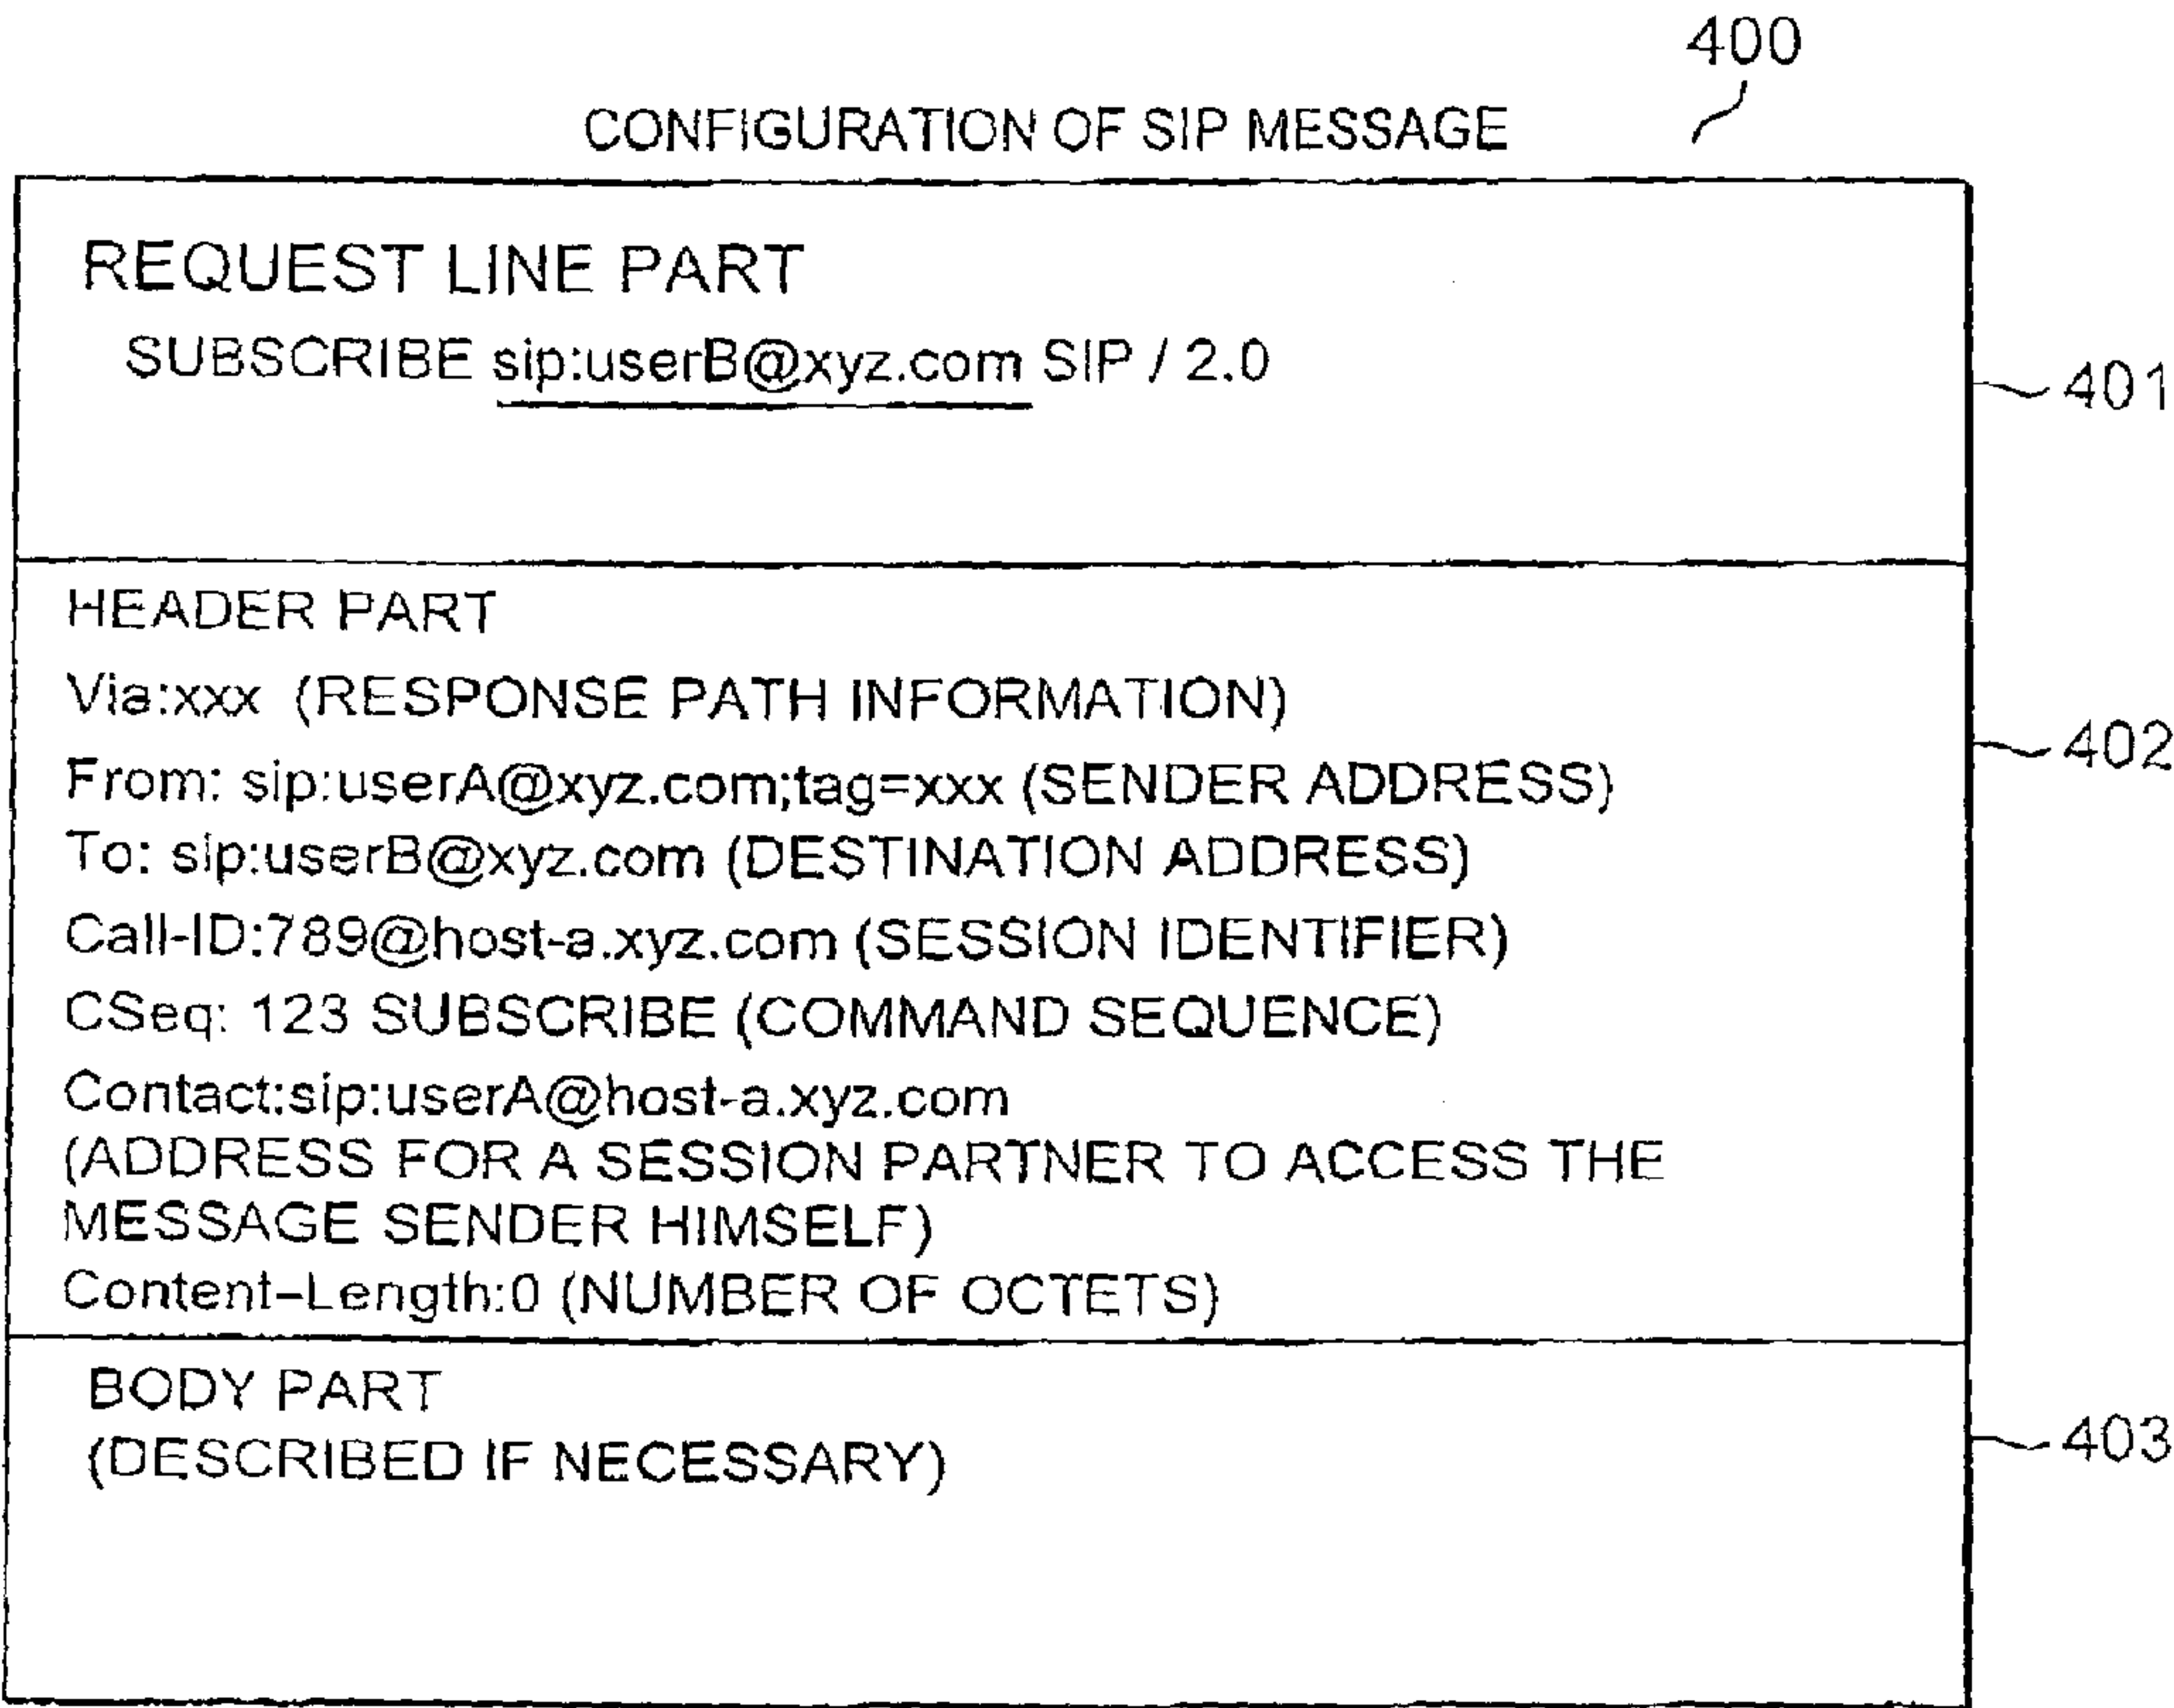 400
CONFIGURATION OF SIP MESSAGE
REQUEST LINE PART
SUBSCRIBE sip:userB@xyz.com SIP / 2.0
401
HEADER PART
Via:xxx (RESPONSE PATH INFORMATION)
402
From: sip:userA@xyz.com;tag=xxx (SENDER ADDRESS)
To: sip:userB@xyz.com (DESTINATION ADDRESS)
Call-ID:789@host-a.xyz.com (SESSION IDENTIFIER)
CSeq: 123 SUBSCRIBE (COMMAND SEQUENCE)
Contact:sip:userA@host-a.xyz.com
(ADDRESS FOR A SESSION PARTNER TO ACCESS THE
MESSAGE SENDER HIMSELF)
Content-Length:0 (NUMBER OF OCTETS)
BODY PART
403
(DESCRIBED IF NECESSARY)